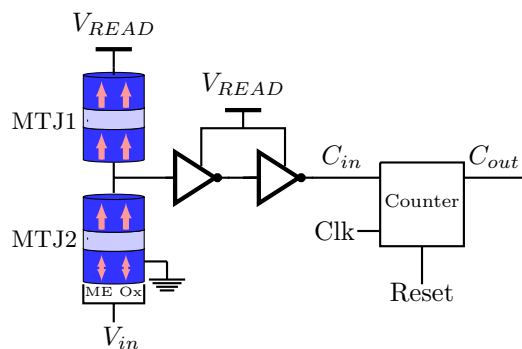 V_READ
V_READ
MTJ1
C_in
C_out
Counter
MTJ2
Clk
ME Ox
Reset
V_in